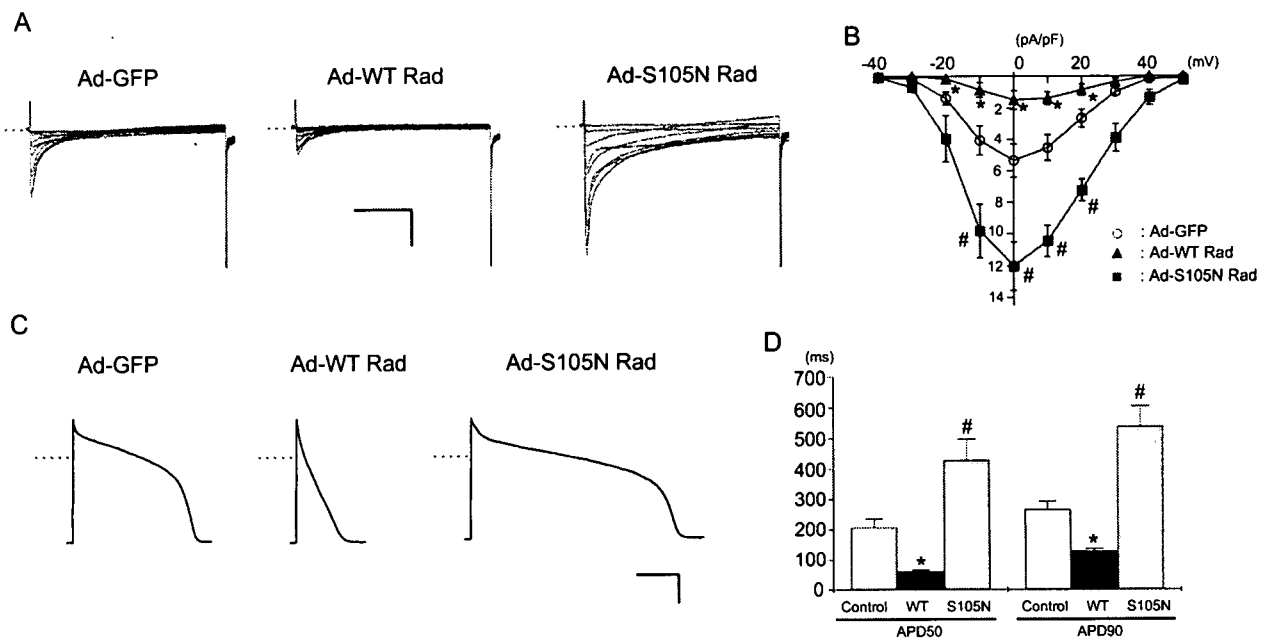 A
Ad-GFP
Ad-WT Rad
Ad-S105N Rad
B
(pA/pF)
-40
-20
0
20
40
(mV)
2
4
6
8
10
12
14
*
*
*
*
*
#
#
#
#
: Ad-GFP
: Ad-WT Rad
: Ad-S105N Rad
C
Ad-GFP
Ad-WT Rad
Ad-S105N Rad
D
(ms)
700
600
500
400
300
200
100
0
*
#
*
#
Control WT S105N
Control WT S105N
APD50
APD90